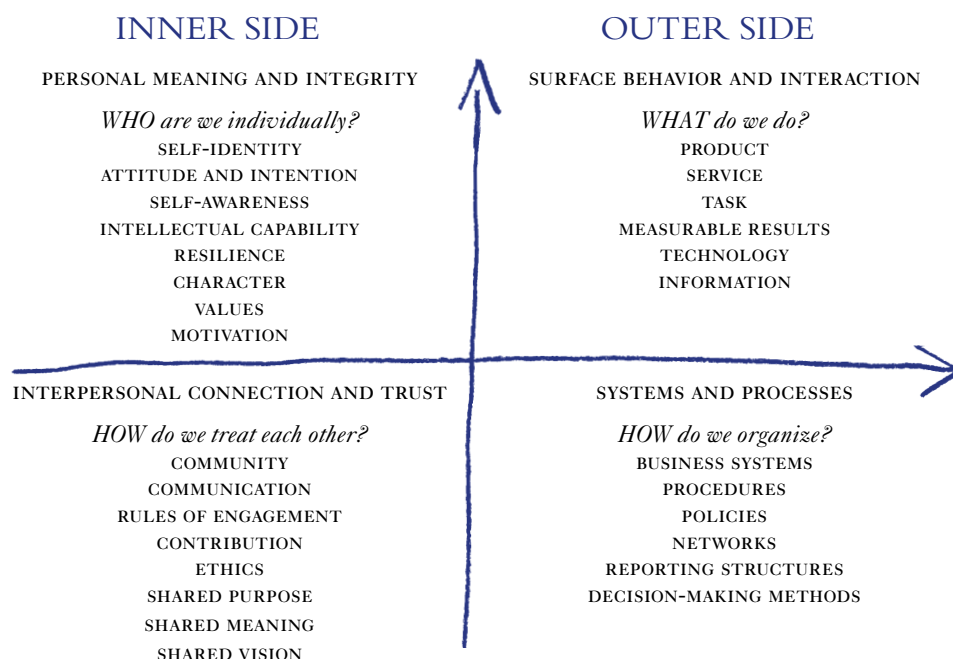 INNER SIDE
PERSONAL MEANING AND INTEGRITY
WHO are we individually?
SELF-IDENTITY
ATTITUDE AND INTENTION
SELF-AWARENESS
INTELLECTUAL CAPABILITY
RESILIENCE
CHARACTER
VALUES
MOTIVATION
OUTER SIDE
SURFACE BEHAVIOR AND INTERACTION
WHAT do we do?
PRODUCT
SERVICE
TASK
MEASURABLE RESULTS
TECHNOLOGY
INFORMATION
INTERPERSONAL CONNECTION AND TRUST
HOW do we treat each other?
COMMUNITY
COMMUNICATION
RULES OF ENGAGEMENT
CONTRIBUTION
ETHICS
SHARED PURPOSE
SHARED MEANING
SHARED VISION
SYSTEMS AND PROCESSES
HOW do we organize?
BUSINESS SYSTEMS
PROCEDURES
POLICIES
NETWORKS
REPORTING STRUCTURES
DECISION-MAKING METHODS